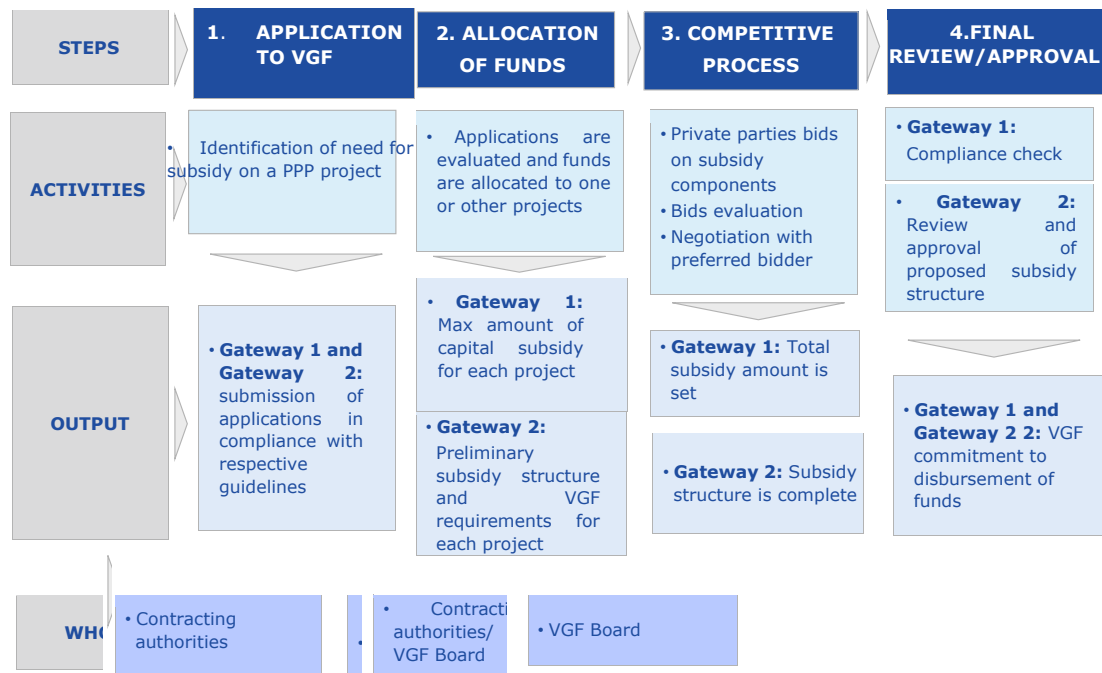 STEPS
1. APPLICATION
TO VGF
2. ALLOCATION
OF FUNDS
3. COMPETITIVE
PROCESS
4.FINAL
REVIEW/APPROVAL
ACTIVITIES
• Identification of need for
subsidy on a PPP project
• Applications are
evaluated and funds
are allocated to one
or other projects
• Private parties bids
on subsidy
components
• Bids evaluation
• Negotiation with
preferred bidder
• Gateway 1:
Compliance check
• Gateway 2:
Review and
approval of
proposed subsidy
structure
OUTPUT
• Gateway 1 and
Gateway 2:
submission of
applications in
compliance with
respective
guidelines
• Gateway 1:
Max amount of
capital subsidy
for each project
• Gateway 2:
Preliminary
subsidy structure
and VGF
requirements for
each project
• Gateway 1: Total
subsidy amount is
set
• Gateway 2: Subsidy
structure is complete
• Gateway 1 and
Gateway 2 2: VGF
commitment to
disbursement of
funds
WHO
• Contracting
authorities
•
• Contracti
authorities/
VGF Board
• VGF Board